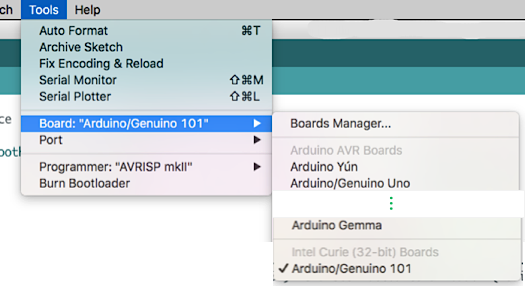 ch Tools Help
Auto Format ⌘T
Archive Sketch
Fix Encoding & Reload
Serial Monitor ⇧⌘M
Serial Plotter ⇧⌘L
Board: "Arduino/Genuino 101" ▶
Port ▶
Programmer: "AVRISP mkII" ▶
Burn Bootloader
Boards Manager...
Arduino AVR Boards
Arduino Yún
Arduino/Genuino Uno
⋮
Arduino Gemma
Intel Curie (32-bit) Boards
✓ Arduino/Genuino 101